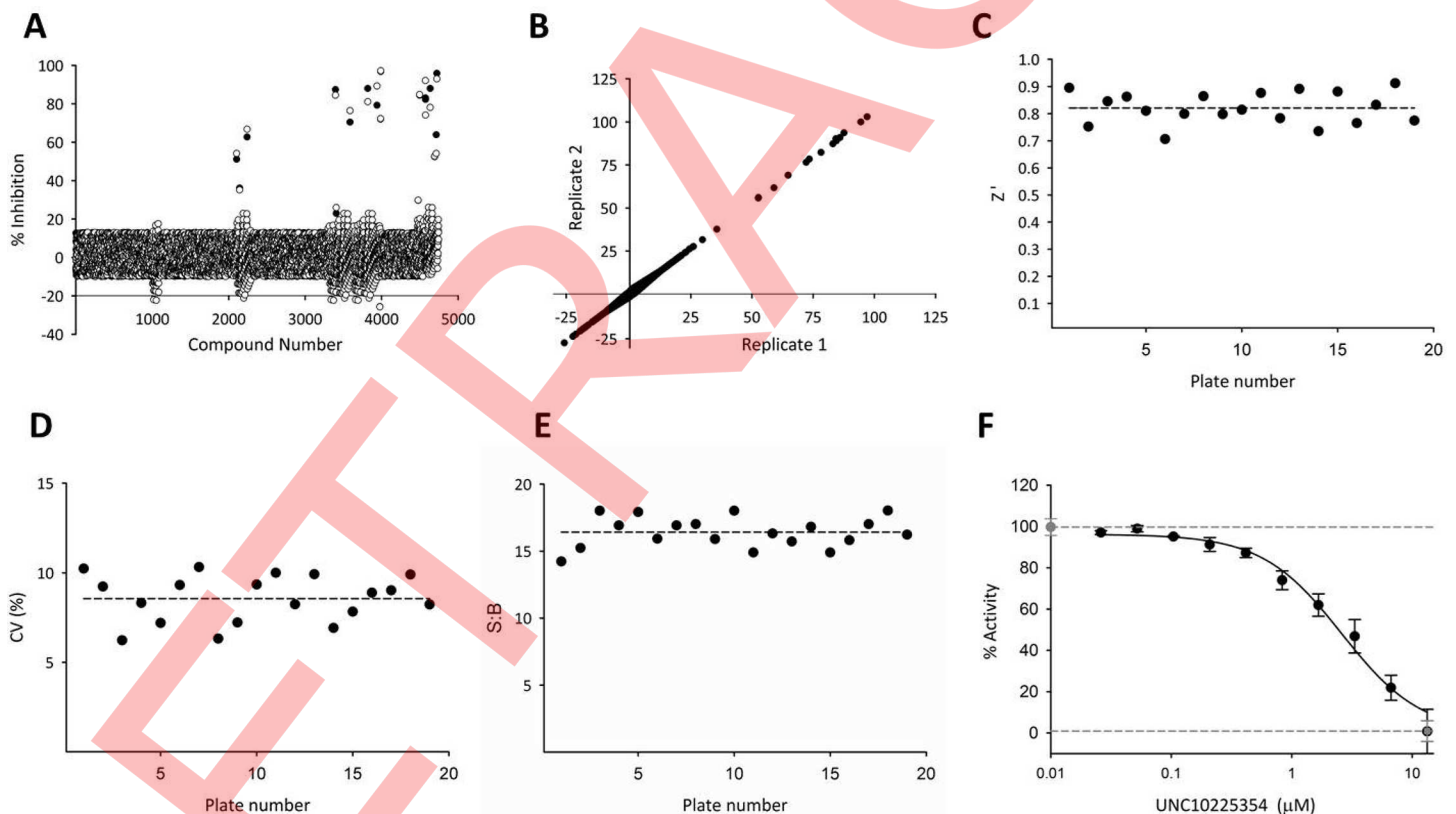 A
100
80
60
40
20
0
-20
-40
1000 2000 3000 4000 5000
% Inhibition
Compound Number
B
125
100
75
50
25
-25
-25 25 50 75 100 125
Replicate 2
Replicate 1
C
1.0
0.9
0.8
0.7
0.6
0.5
0.4
0.3
0.2
0.1
5 10 15 20
Z'
Plate number
D
15
10
5
5 10 15 20
CV (%)
Plate number
E
20
15
10
5
5 10 15 20
S:B
Plate number
F
120
100
80
60
40
20
0
0.01 0.1 1 10
% Activity
UNC10225354 (μM)